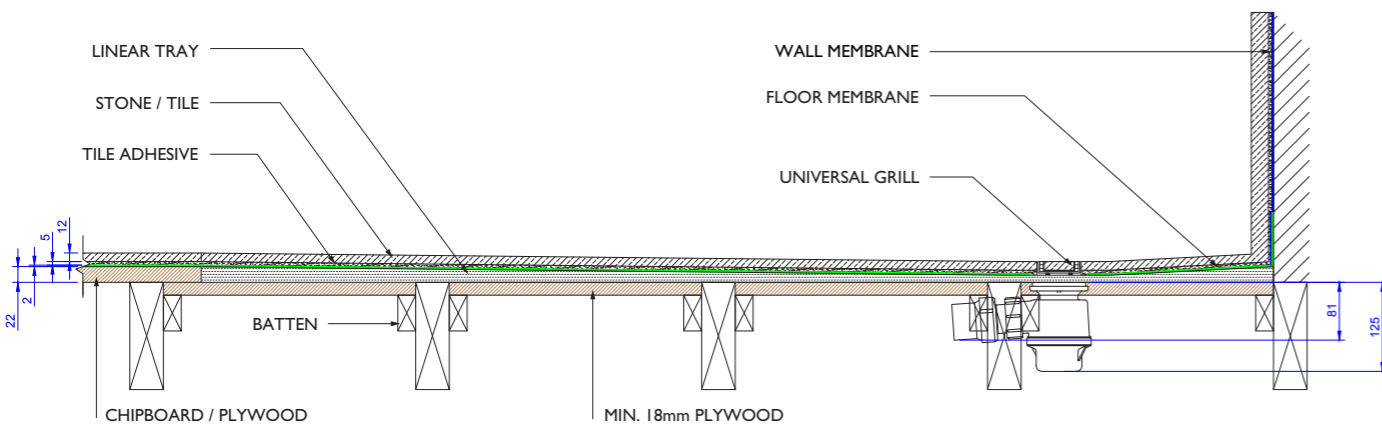 LINEAR TRAY
WALL MEMBRANE
STONE / TILE
FLOOR MEMBRANE
TILE ADHESIVE
UNIVERSAL GRILL
12
5
2
22
BATTEN
81
125
CHIPBOARD / PLYWOOD
MIN. 18mm PLYWOOD